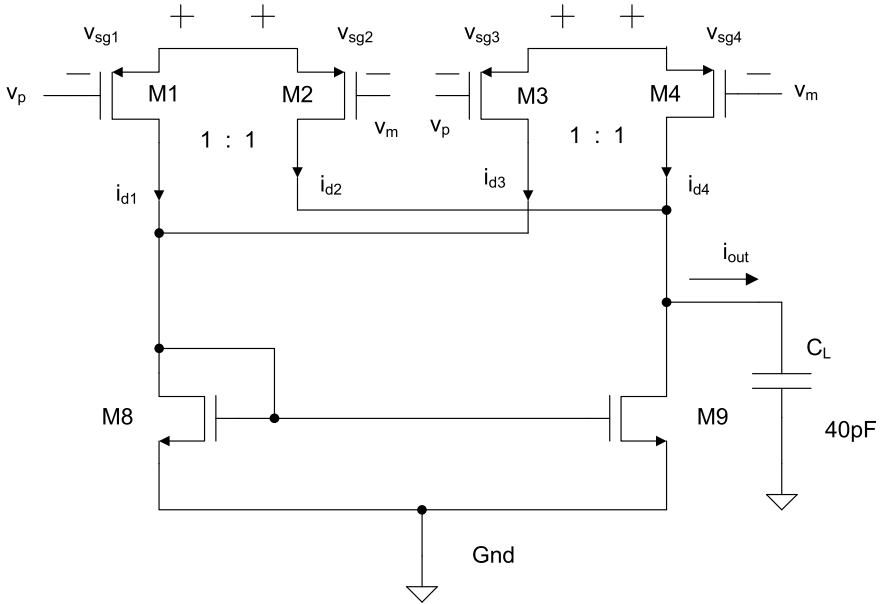 + + + +
v_sg1 v_sg2 v_sg3 v_sg4
− − − −
v_p M1 M2 v_m v_p M3 M4 v_m
1 : 1 1 : 1
i_d1 i_d2 i_d3 i_d4
i_out
C_L
M8 M9
40pF
Gnd